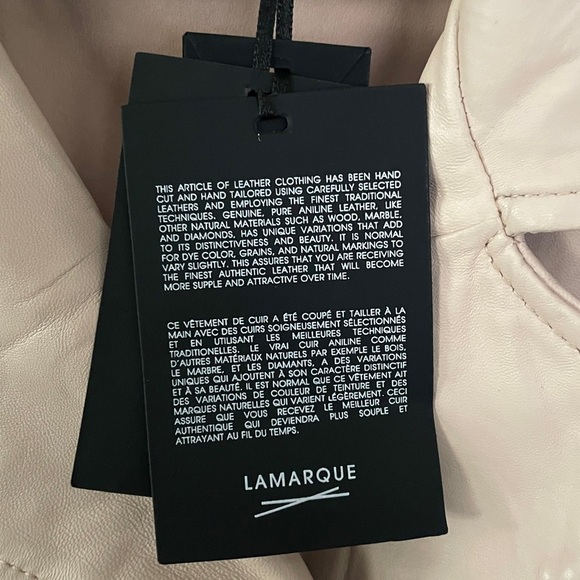 THIS ARTICLE OF LEATHER CLOTHING HAS BEEN HAND
CUT AND HAND TAILORED USING CAREFULLY SELECTED
LEATHERS AND EMPLOYING THE FINEST TRADITIONAL
TECHNIQUES. GENUINE, PURE ANILINE LEATHER, LIKE
OTHER NATURAL MATERIALS SUCH AS WOOD, MARBLE,
AND DIAMONDS, HAS UNIQUE VARIATIONS THAT ADD
TO ITS DISTINCTIVENESS AND BEAUTY. IT IS NORMAL
FOR DYE COLOR, GRAINS, AND NATURAL MARKINGS TO
VARY SLIGHTLY. THIS ASSURES THAT YOU ARE RECEIVING
THE FINEST AUTHENTIC LEATHER THAT WILL BECOME
MORE SUPPLE AND ATTRACTIVE OVER TIME.
CE VÊTEMENT DE CUIR A ÉTÉ COUPÉ ET TAILLER À LA
MAIN AVEC DES CUIRS SOIGNEUSEMENT SÉLECTIONNÉS
ET EN UTILISANT LES MEILLEURES TECHNIQUES
TRADITIONELLES. LE VRAI CUIR ANILINE COMME
D'AUTRES MATÉRIAUX NATURELS PAR EXEMPLE LE BOIS,
LE MARBRE, ET LES DIAMANTS, A DES VARIATIONS
UNIQUES QUI AJOUTENT À SON CARACTÈRE DISTINCTIF
ET À SA BEAUTÉ. IL EST NORMAL QUE CE VÊTEMENT AIT
DES VARIATIONS DE COULEUR DE TEINTURE ET DES
MARQUES NATURELLES QUI VARIENT LÉGÈREMENT. CECI
ASSURE QUE VOUS RECEVEZ LE MEILLEUR CUIR
AUTHENTIQUE QUI DEVIENDRA PLUS SOUPLE ET
ATTRAYANT AU FIL DU TEMPS.
LAMARQUE